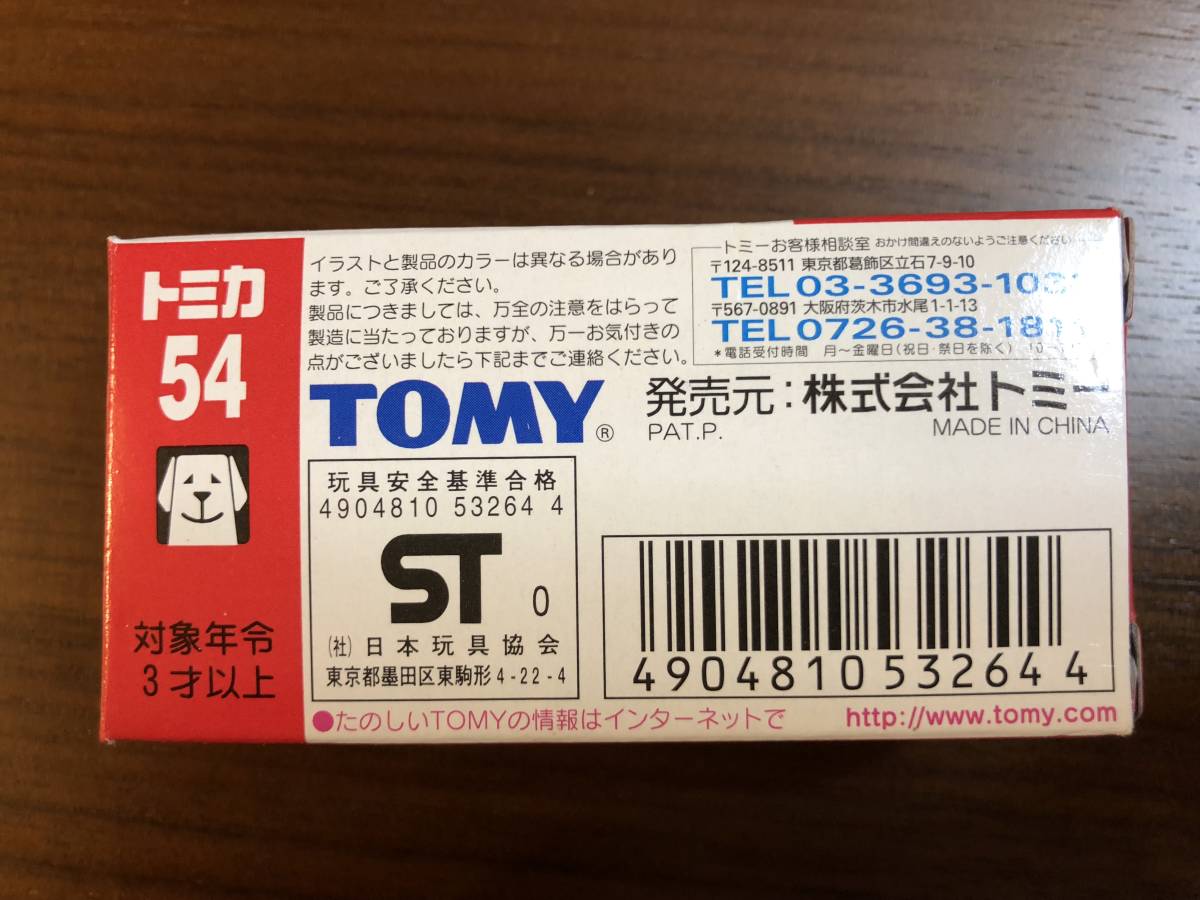 トミカ
54
対象年令
3才以上
イラストと製品のカラーは異なる場合があり
ます。ご了承ください。
製品につきましては、万全の注意をはらって
製造に当たっておりますが、万一お気付きの
点がございましたら下記までご連絡ください。
トミーお客様相談室 おかけ間違えのないようご注意ください
〒124-8511 東京都葛飾区立石7-9-10
TEL 03-3693-103
〒567-0891 大阪府茨木市水尾1-1-13
TEL 0726-38-181
*電話受付時間 月〜金曜日(祝日・祭日を除く)
TOMY®
発売元:株式会社トミー
PAT.P.
MADE IN CHINA
玩具安全基準合格
4904810 53264 4
ST 0
(社)日本玩具協会
東京都墨田区東駒形4-22-4
4904810532644
●たのしいTOMYの情報はインターネットで http://www.tomy.com